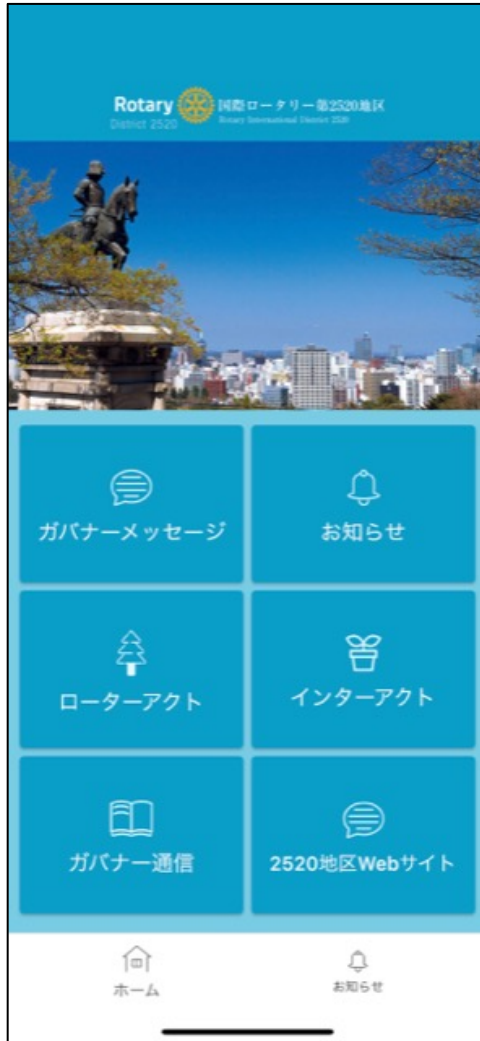 Rotary
District 2520
国際ロータリー第2520地区
Rotary International District 2520
ガバナーメッセージ
お知らせ
ローターアクト
インターアクト
ガバナー通信
2520地区Webサイト
ホーム
お知らせ